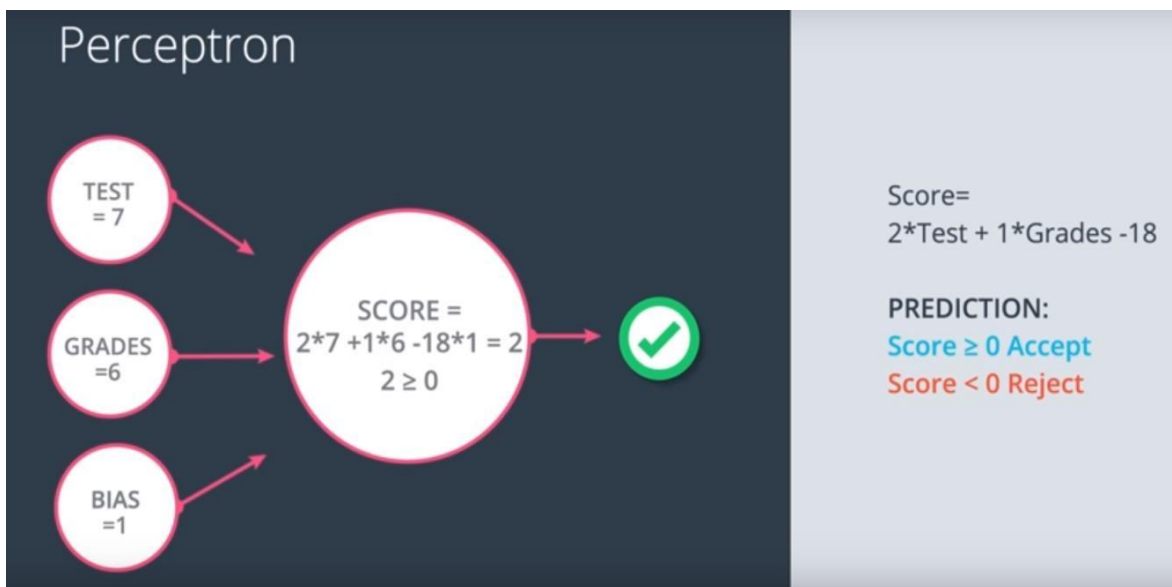 Perceptron
TEST
= 7
GRADES
=6
BIAS
=1
SCORE =
2*7 +1*6 -18*1 = 2
2 ≥ 0
Score=
2*Test + 1*Grades -18
PREDICTION:
Score ≥ 0 Accept
Score < 0 Reject